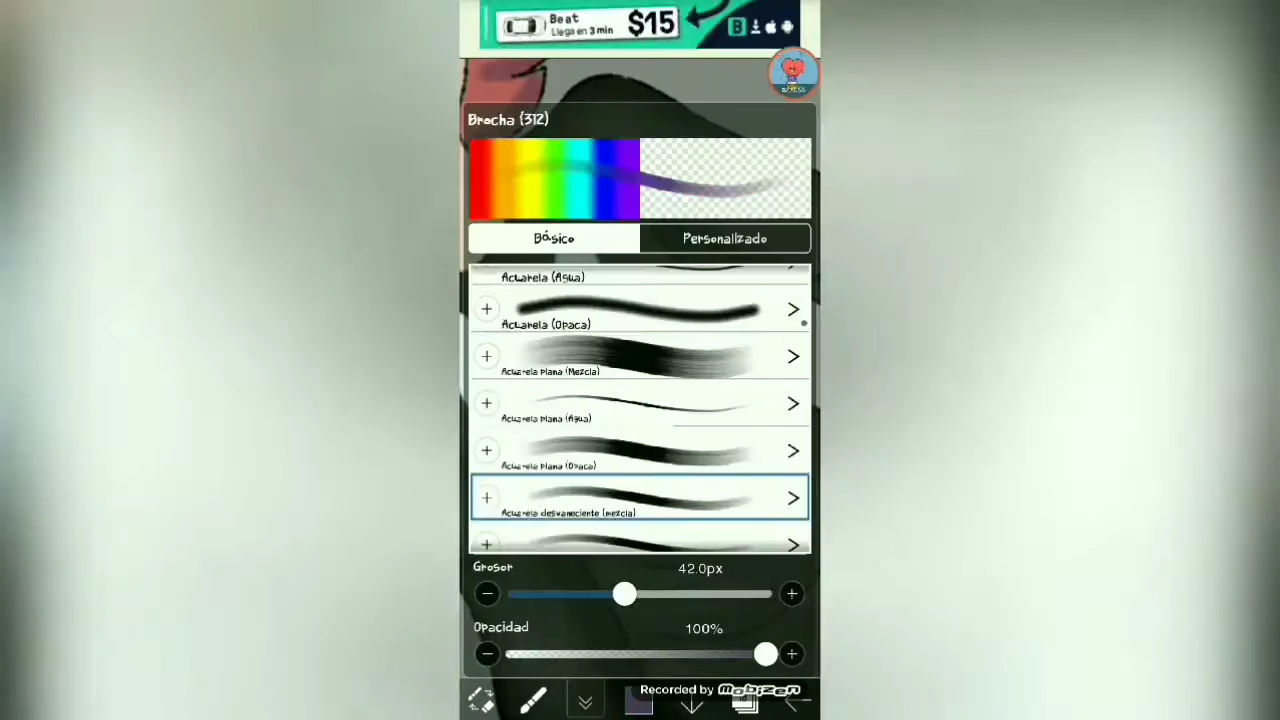 Beat
Llega en 3 min
$15
B
Brocha (312)
Básico
Personalizado
Acuarela (Agua)
Acuarela (Opaca)
Acuarela plana (Mezcla)
Acuarela plana (Agua)
Acuarela plana (Opaca)
Acuarela desvaneciente (mezcla)
Grosor
42.0px
Opacidad
100%
Recorded by Mobizen